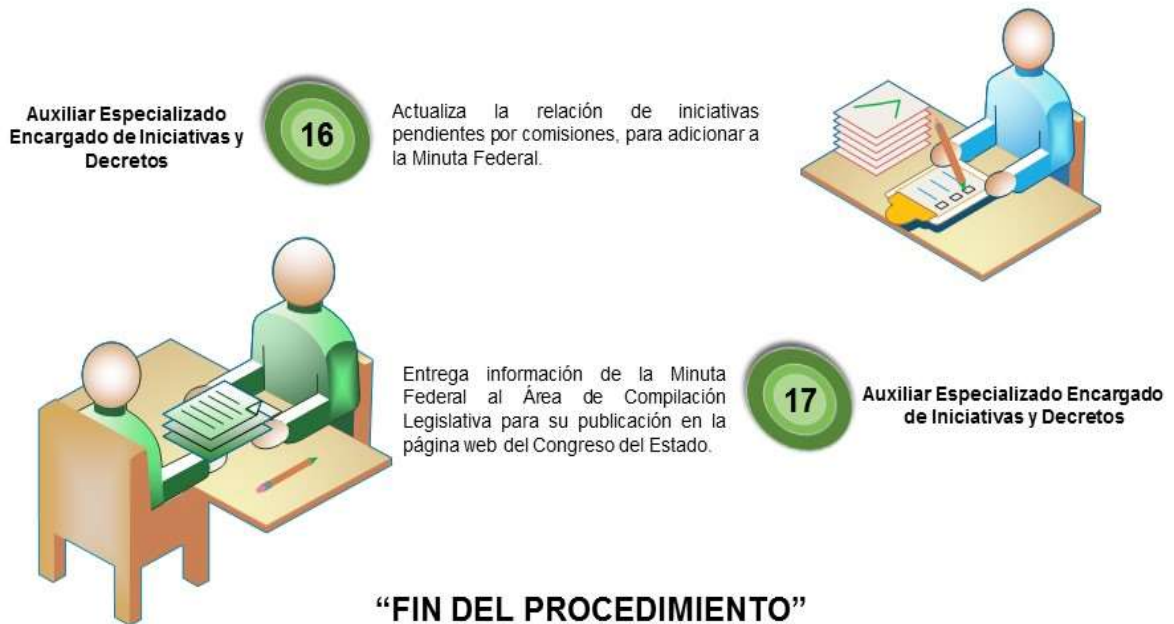 Auxiliar Especializado
Encargado de Iniciativas y
Decretos
16
Actualiza la relación de iniciativas
pendientes por comisiones, para adicionar a
la Minuta Federal.
Entrega información de la Minuta
Federal al Área de Compilación
Legislativa para su publicación en la
página web del Congreso del Estado.
17
Auxiliar Especializado Encargado
de Iniciativas y Decretos
“FIN DEL PROCEDIMIENTO”